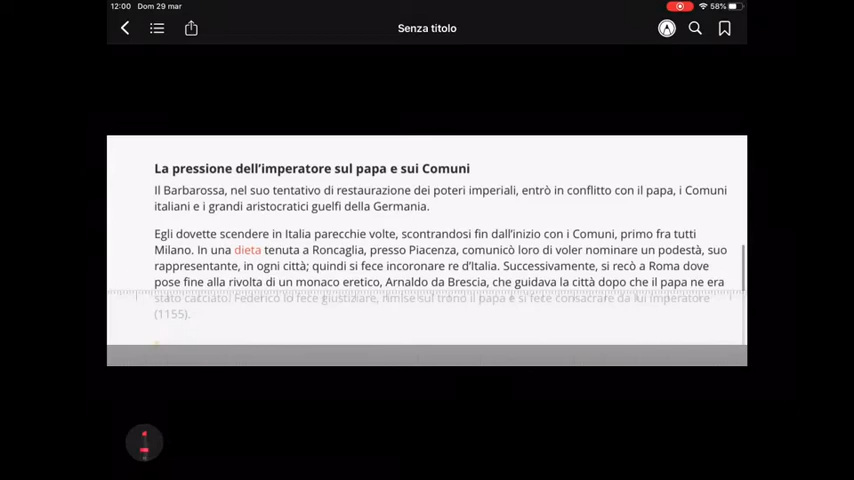 12:00 Dom 29 mar 58%
Senza titolo
La pressione dell'imperatore sul papa e sui Comuni
Il Barbarossa, nel suo tentativo di restaurazione dei poteri imperiali, entrò in conflitto con il papa, i Comuni
italiani e i grandi aristocratici guelfi della Germania.
Egli dovette scendere in Italia parecchie volte, scontrandosi fin dall'inizio con i Comuni, primo fra tutti
Milano. In una dieta tenuta a Roncaglia, presso Piacenza, comunicò loro di voler nominare un podestà, suo
rappresentante, in ogni città; quindi si fece incoronare re d'Italia. Successivamente, si recò a Roma dove
pose fine alla rivolta di un monaco eretico, Arnaldo da Brescia, che guidava la città dopo che il papa ne era
stato cacciato. Federico lo fece giustiziare, rimise sul trono il papa e si fece consacrare da lui imperatore
(1155).